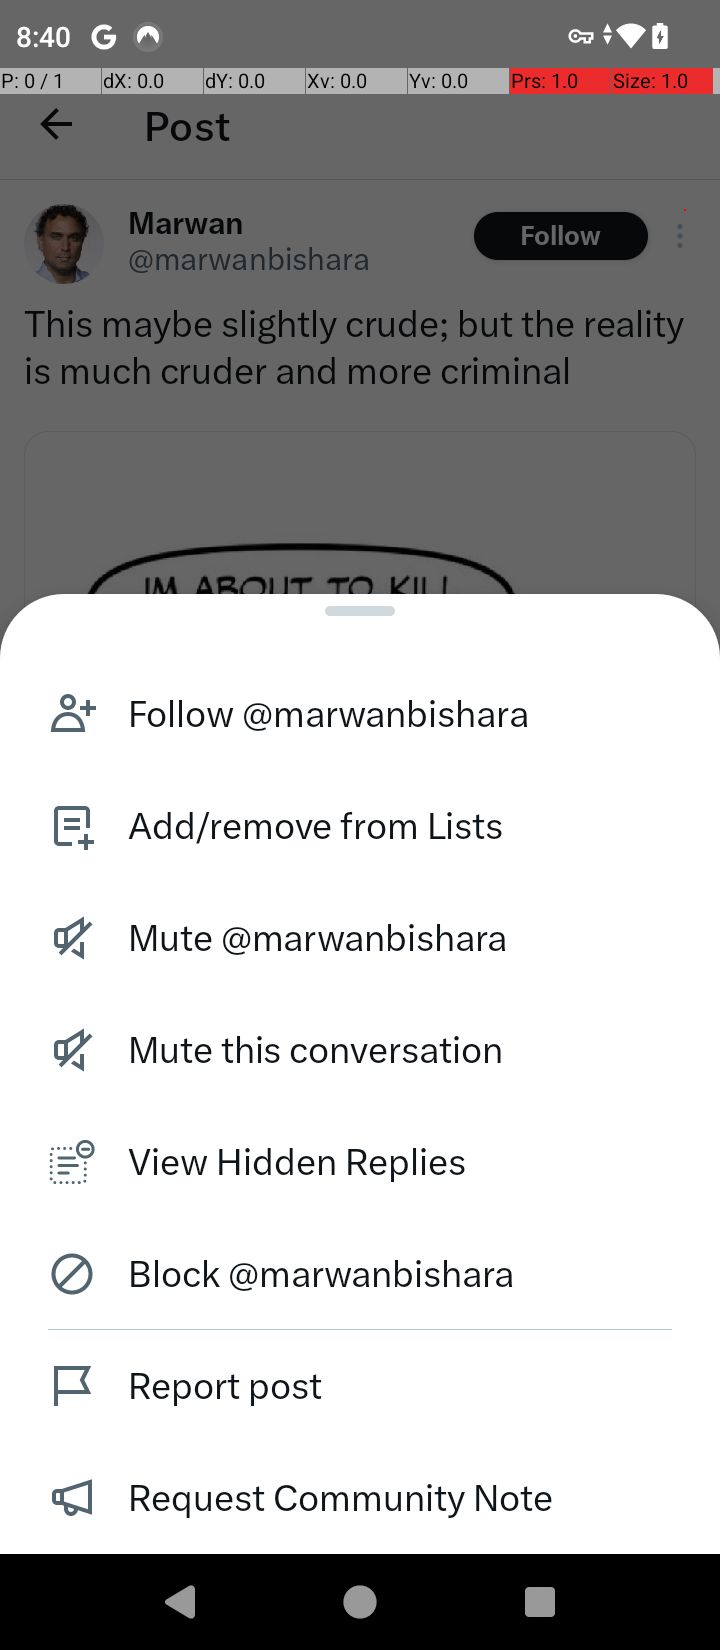 8:40
P: 0 / 1 dX: 0.0 dY: 0.0 Xv: 0.0 Yv: 0.0 Prs: 1.0 Size: 1.0
Post
Marwan
@marwanbishara
Follow
This maybe slightly crude; but the reality
is much cruder and more criminal
IM ABOUT TO KILL
Follow @marwanbishara
Add/remove from Lists
Mute @marwanbishara
Mute this conversation
View Hidden Replies
Block @marwanbishara
Report post
Request Community Note